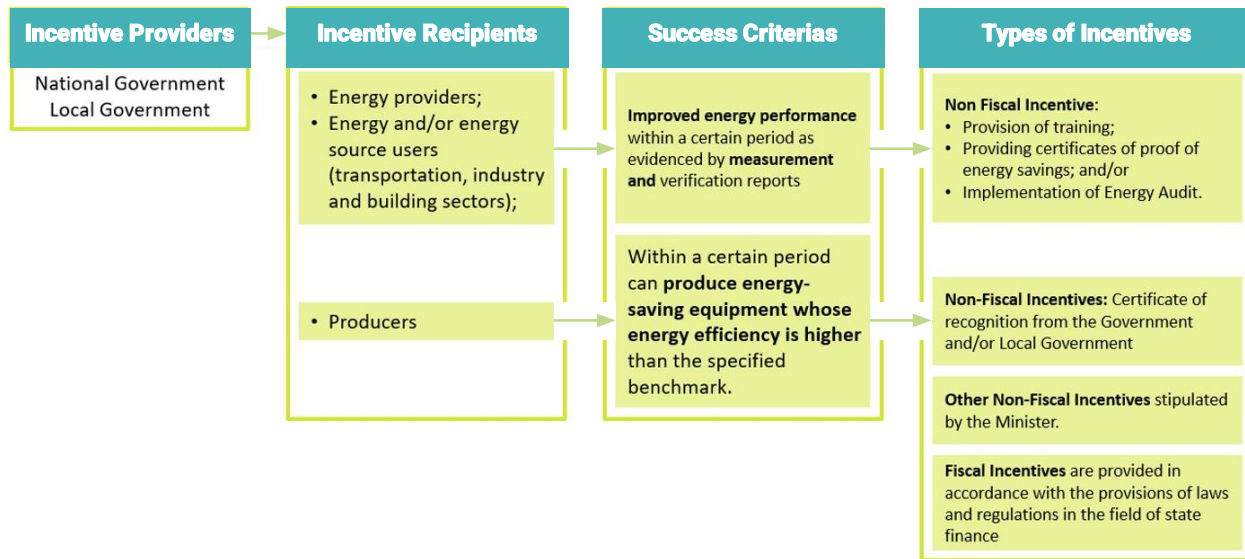 Incentive Providers
National Government
Local Government
Incentive Recipients
• Energy providers;
• Energy and/or energy
source users
(transportation, industry
and building sectors);
• Producers
Success Criterias
Improved energy performance
within a certain period as
evidenced by measurement
and verification reports
Within a certain period
can produce energy-
saving equipment whose
energy efficiency is higher
than the specified
benchmark.
Types of Incentives
Non Fiscal Incentive:
• Provision of training;
• Providing certificates of proof of
energy savings; and/or
• Implementation of Energy Audit.
Non-Fiscal Incentives: Certificate of
recognition from the Government
and/or Local Government
Other Non-Fiscal Incentives stipulated
by the Minister.
Fiscal Incentives are provided in
accordance with the provisions of laws
and regulations in the field of state
finance